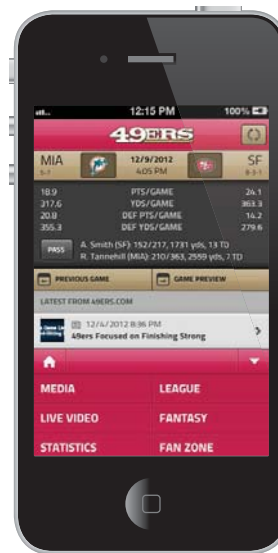 12:15 PM 100%
49ERS
MIA 12/9/2012 SF
4:05 PM
18.9 PTS/GAME 24.1
317.6 YDS/GAME 363.3
20.8 DEF PTS/GAME 14.2
355.3 DEF YDS/GAME 279.6
PASS
A. Smith (SF): 152/217, 1731 yds, 13 TD
R. Tannehill (MIA): 210/363, 2559 yds, 7 TD
PREVIOUS GAME GAME PREVIEW
LATEST FROM 49ERS.COM
12/4/2012 8:36 PM
49ers Focused on Finishing Strong
MEDIA LEAGUE
LIVE VIDEO FANTASY
STATISTICS FAN ZONE